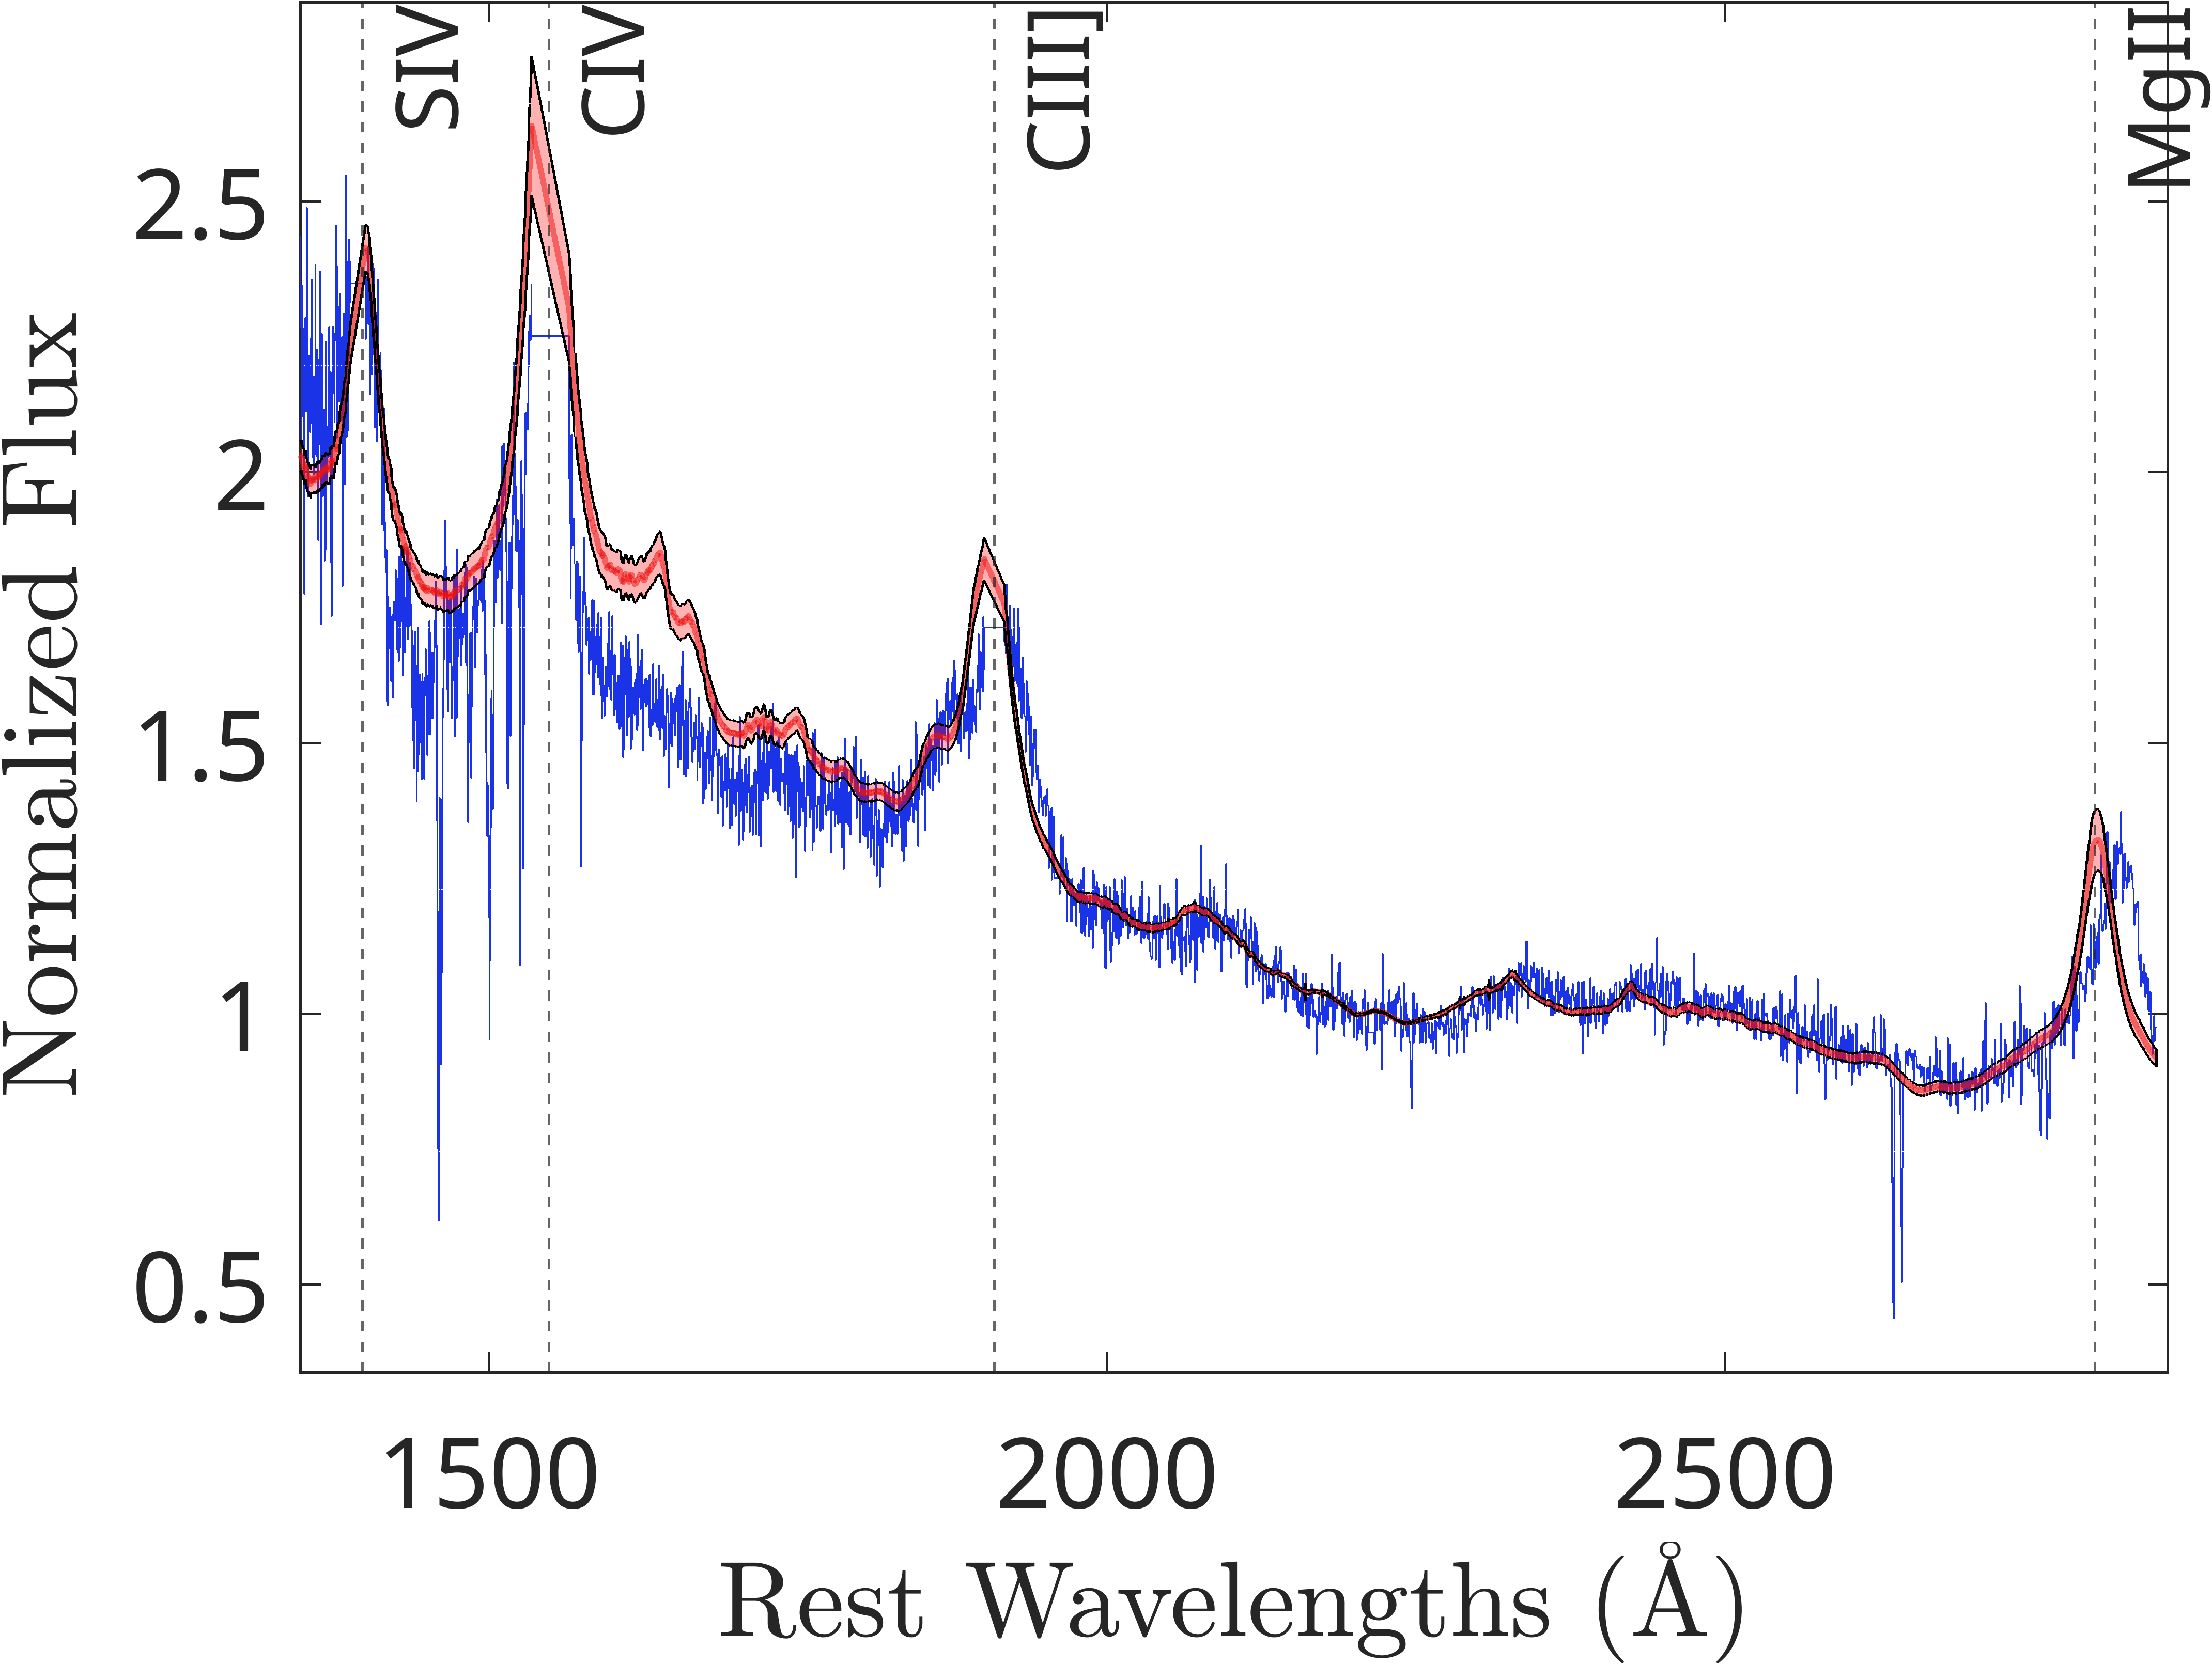 SIV
CIV
CIII]
MgII
Normalized Flux
2.5
2
1.5
1
0.5
1500
2000
2500
Rest Wavelengths (Å)